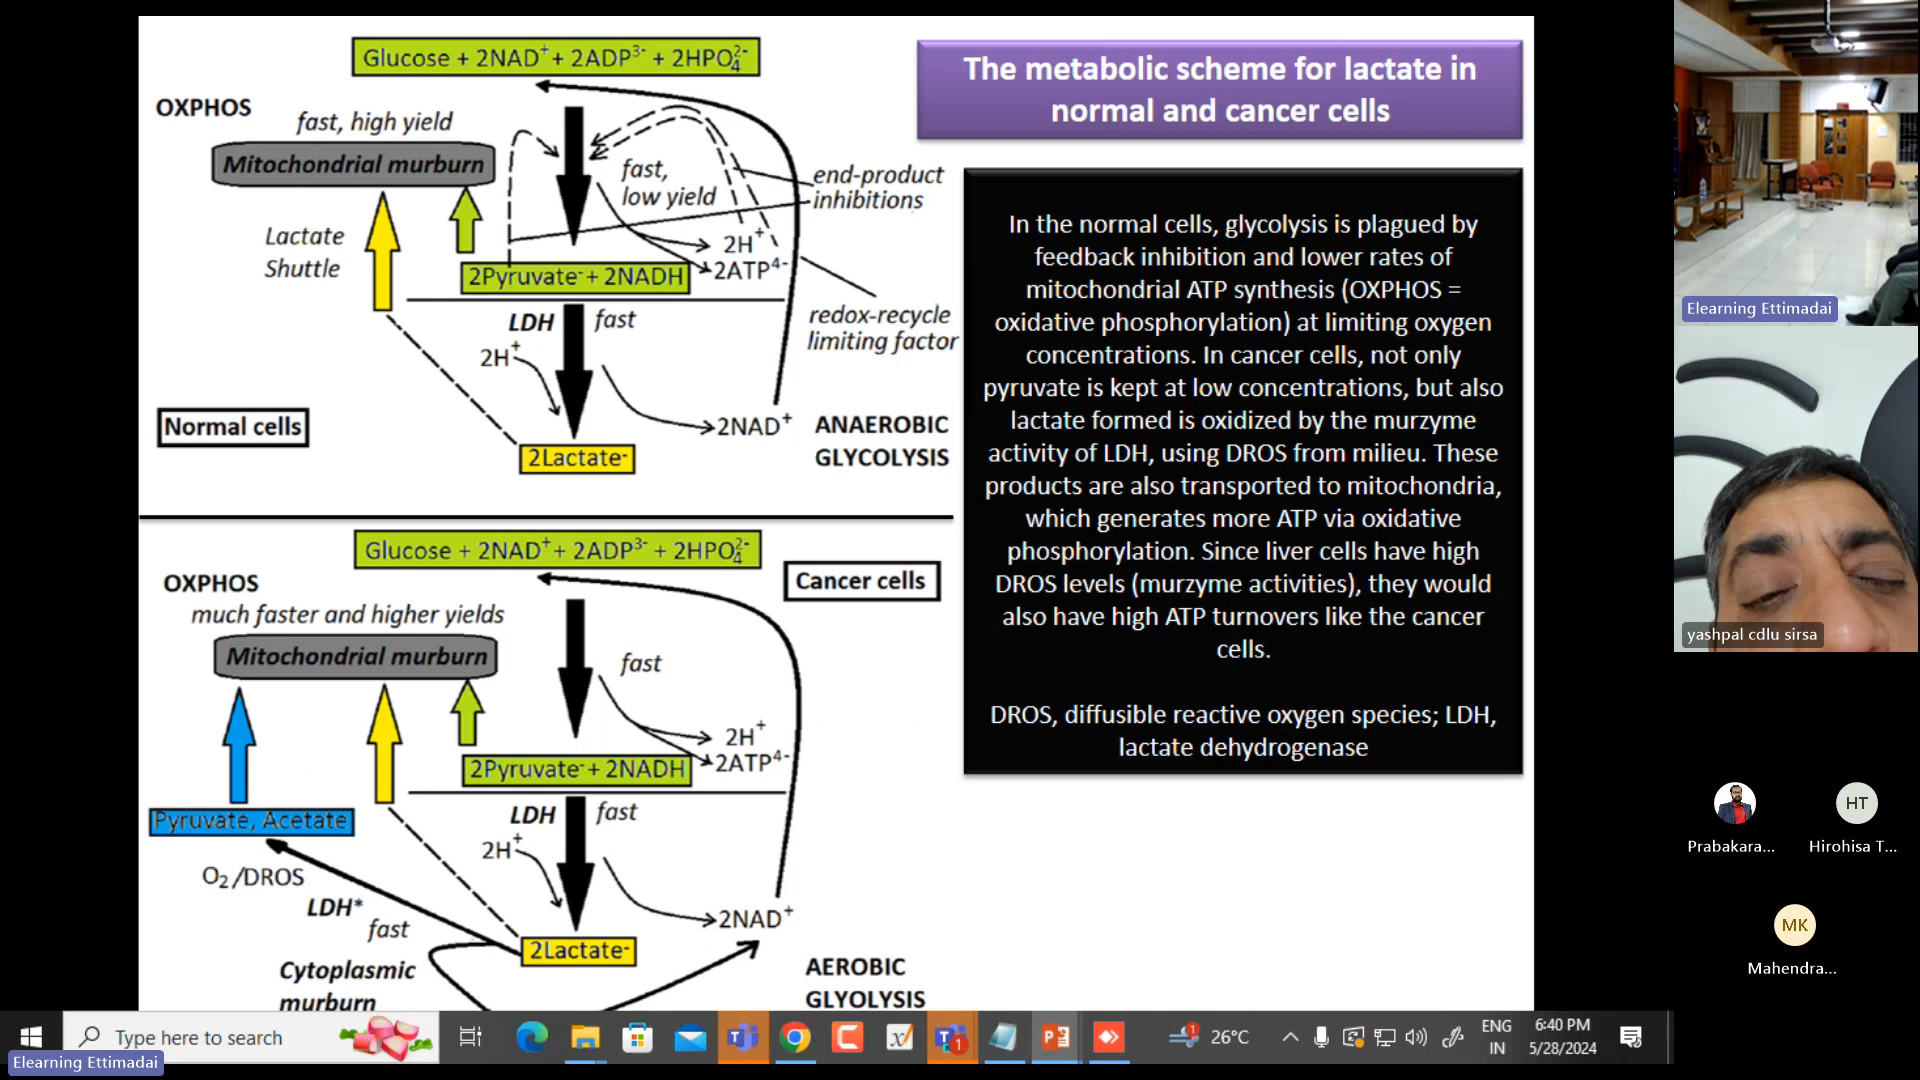 Glucose + 2NAD⁺ + 2ADP³⁻ + 2HPO₄²⁻
OXPHOS
fast, high yield
Mitochondrial murburn
fast,
low yield
end-product
inhibitions
Lactate
Shuttle
2H⁺
2ATP⁴⁻
2Pyruvate⁻ + 2NADH
LDH
fast
redox-recycle
limiting factor
2H⁺
Normal cells
2NAD⁺
ANAEROBIC
GLYCOLYSIS
2Lactate⁻
Glucose + 2NAD⁺ + 2ADP³⁻ + 2HPO₄²⁻
Cancer cells
OXPHOS
much faster and higher yields
Mitochondrial murburn
fast
2H⁺
2ATP⁴⁻
2Pyruvate⁻ + 2NADH
LDH
fast
Pyruvate, Acetate
2H⁺
O₂/DROS
LDH*
fast
2NAD⁺
2Lactate⁻
Cytoplasmic
murburn
AEROBIC
GLYOLYSIS
The metabolic scheme for lactate in
normal and cancer cells
In the normal cells, glycolysis is plagued by
feedback inhibition and lower rates of
mitochondrial ATP synthesis (OXPHOS =
oxidative phosphorylation) at limiting oxygen
concentrations. In cancer cells, not only
pyruvate is kept at low concentrations, but also
lactate formed is oxidized by the murzyme
activity of LDH, using DROS from milieu. These
products are also transported to mitochondria,
which generates more ATP via oxidative
phosphorylation. Since liver cells have high
DROS levels (murzyme activities), they would
also have high ATP turnovers like the cancer
cells.
DROS, diffusible reactive oxygen species; LDH,
lactate dehydrogenase
Elearning Ettimadai
yashpal cdlu sirsa
HT
Prabakara...
Hirohisa T...
MK
Mahendra...
Type here to search
1
1
26°C
ENG
IN
6:40 PM
5/28/2024
Elearning Ettimadai